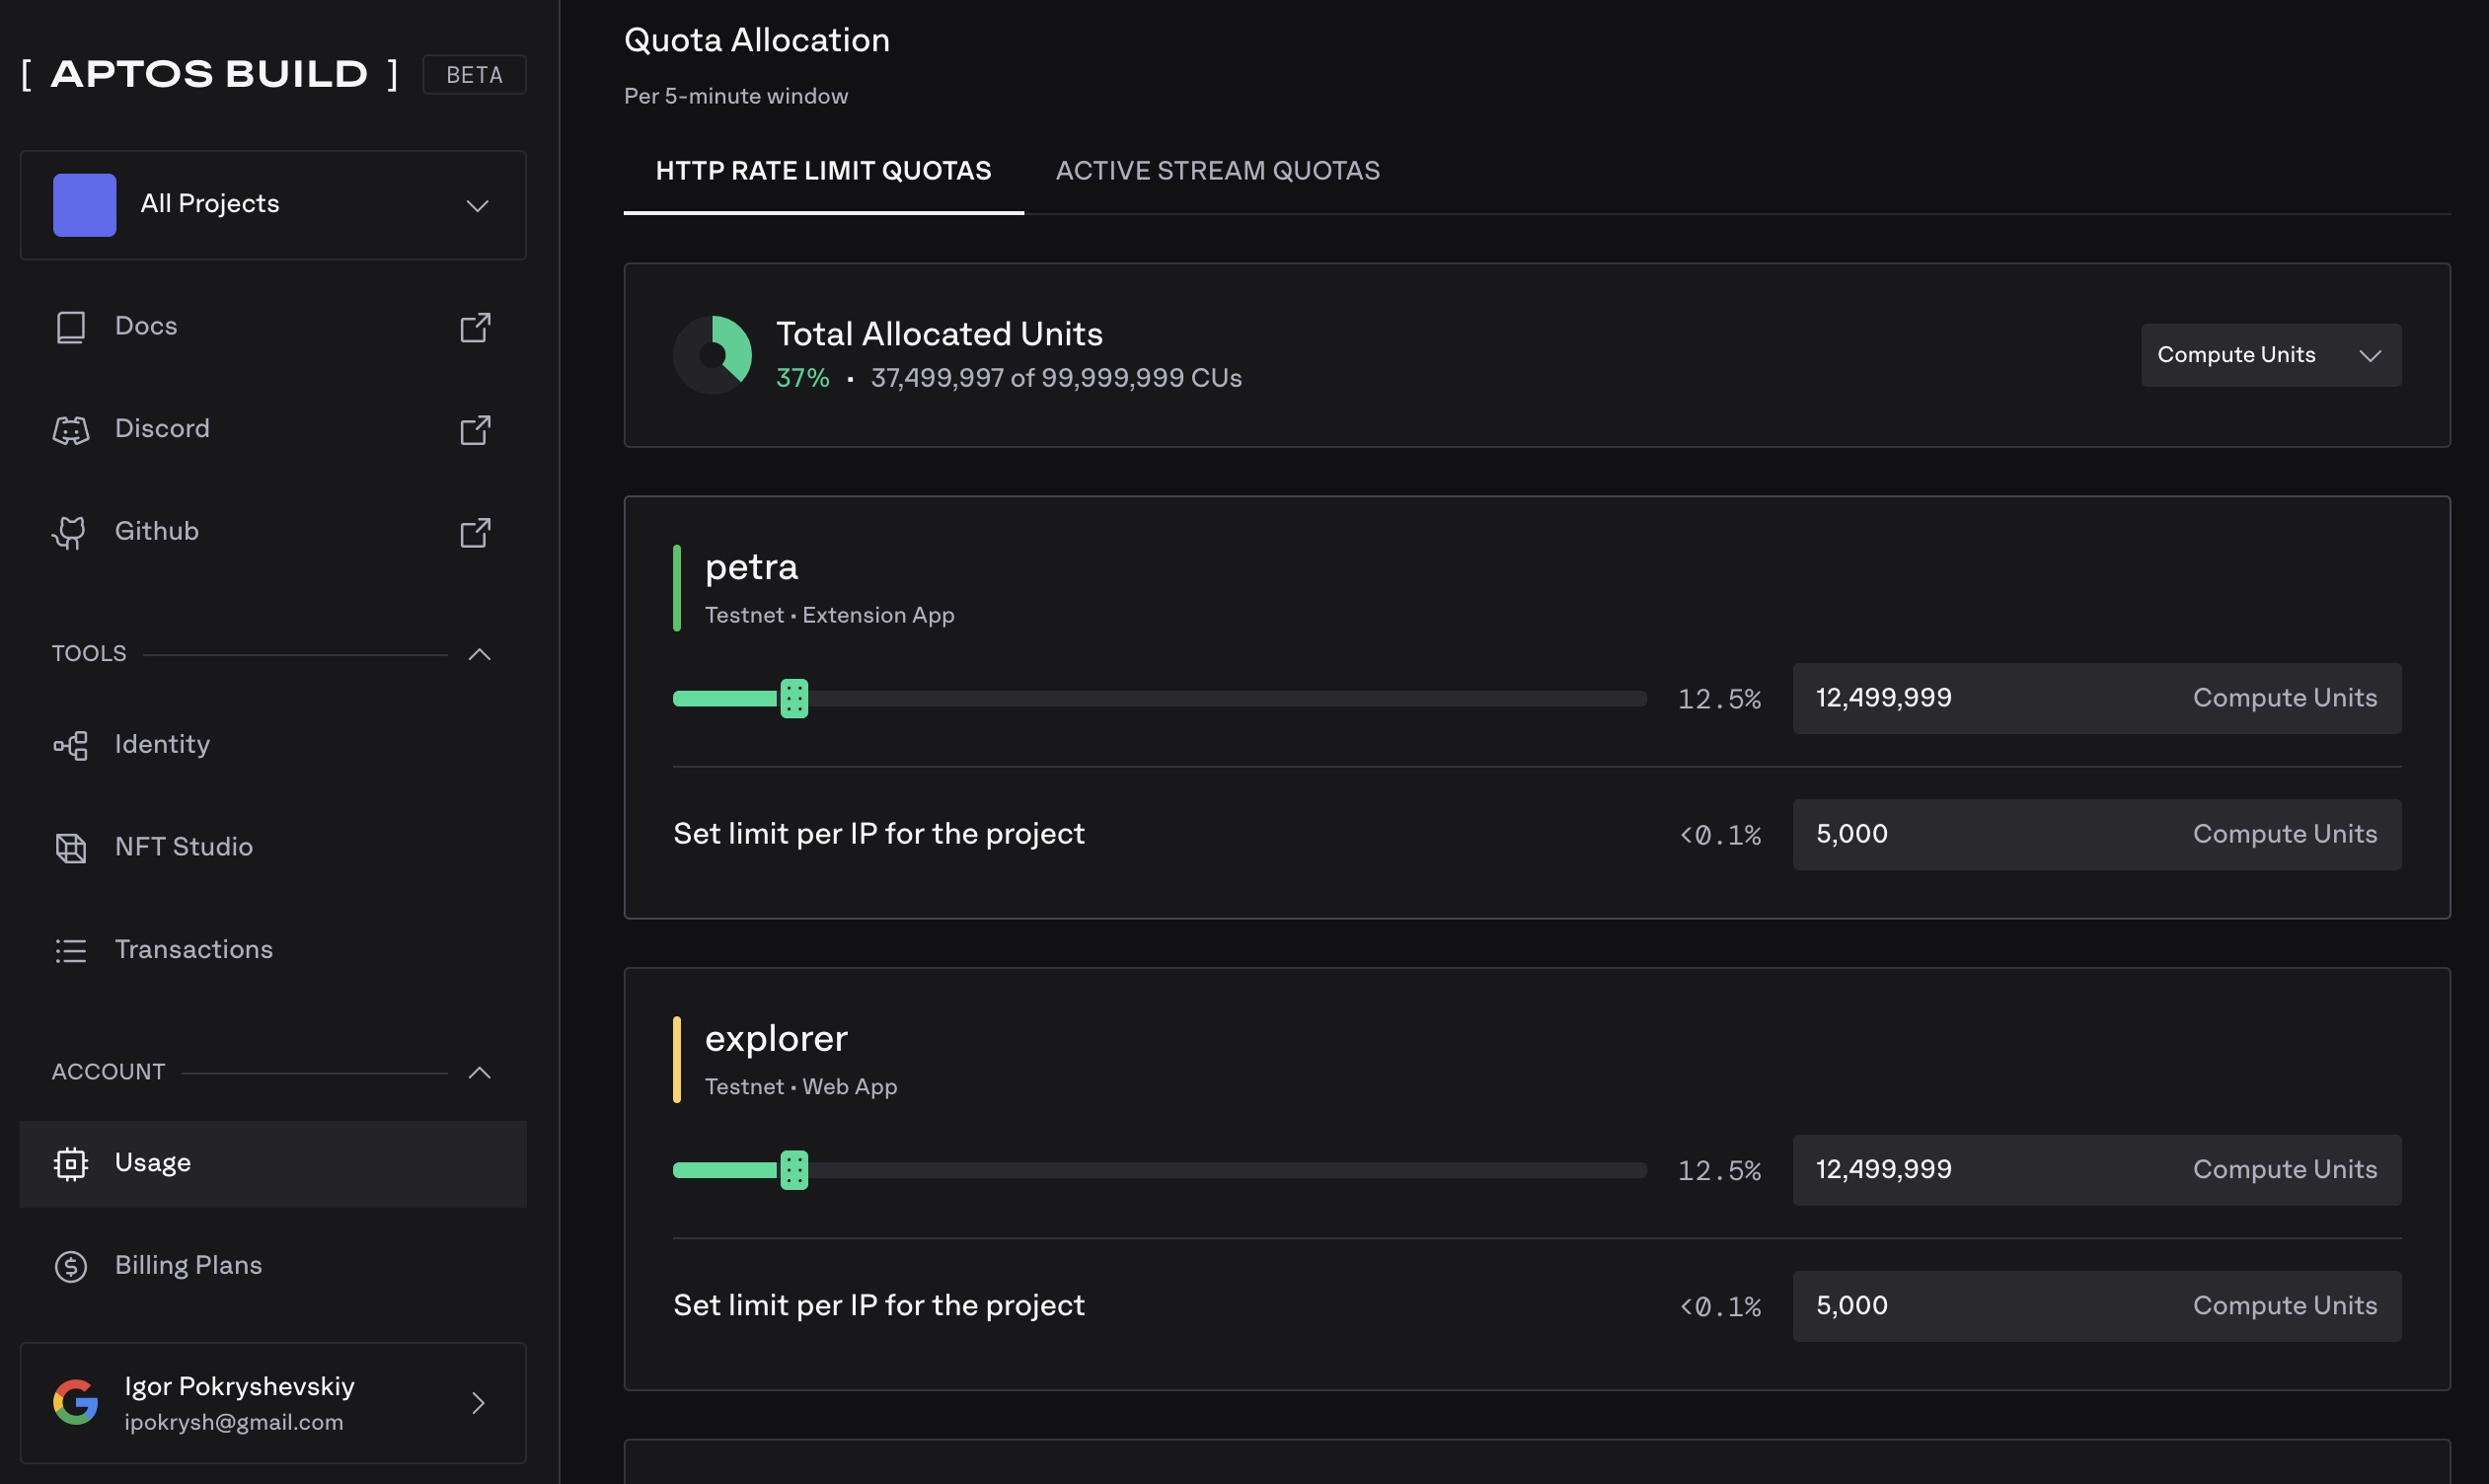 [ APTOS BUILD ] BETA
All Projects
Docs
Discord
Github
TOOLS
Identity
NFT Studio
Transactions
ACCOUNT
Usage
Billing Plans
Igor Pokryshevskiy
ipokrysh@gmail.com
Quota Allocation
Per 5-minute window
HTTP RATE LIMIT QUOTAS ACTIVE STREAM QUOTAS
Total Allocated Units
37% • 37,499,997 of 99,999,999 CUs
Compute Units
petra
Testnet • Extension App
12.5% 12,499,999 Compute Units
Set limit per IP for the project <0.1% 5,000 Compute Units
explorer
Testnet • Web App
12.5% 12,499,999 Compute Units
Set limit per IP for the project <0.1% 5,000 Compute Units